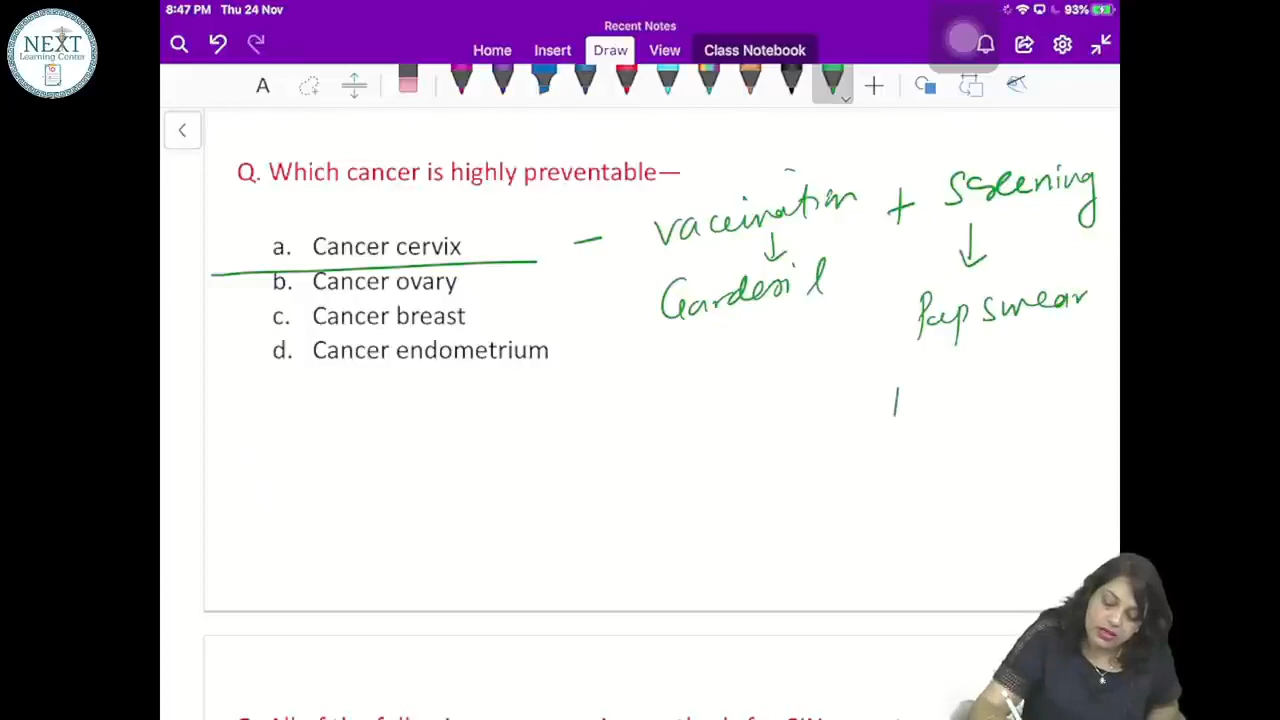 8:47 PM Thu 24 Nov
93%
NEXT
Learning Center
Recent Notes
Home Insert Draw View Class Notebook
A
Q. Which cancer is highly preventable—
vaccination + Screening
a. Cancer cervix –
Gardesil
Pap smear
b. Cancer ovary
c. Cancer breast
d. Cancer endometrium